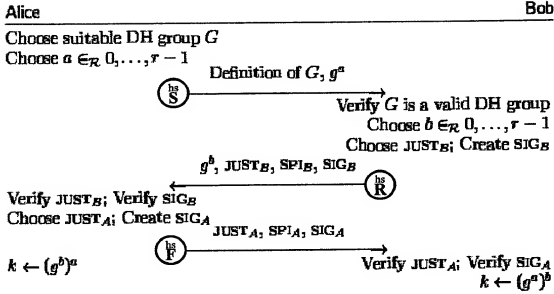 Alice Bob
Choose suitable DH group G
Choose a ∈_R 0,…,r − 1
Definition of G, g^a
hs
S
Verify G is a valid DH group
Choose b ∈_R 0,…,r − 1
Choose JUST_B; Create SIG_B
g^b, JUST_B, SPI_B, SIG_B
hs
R
Verify JUST_B; Verify SIG_B
Choose JUST_A; Create SIG_A
JUST_A, SPI_A, SIG_A
hs
F
k ← (g^b)^a
Verify JUST_A; Verify SIG_A
k ← (g^a)^b